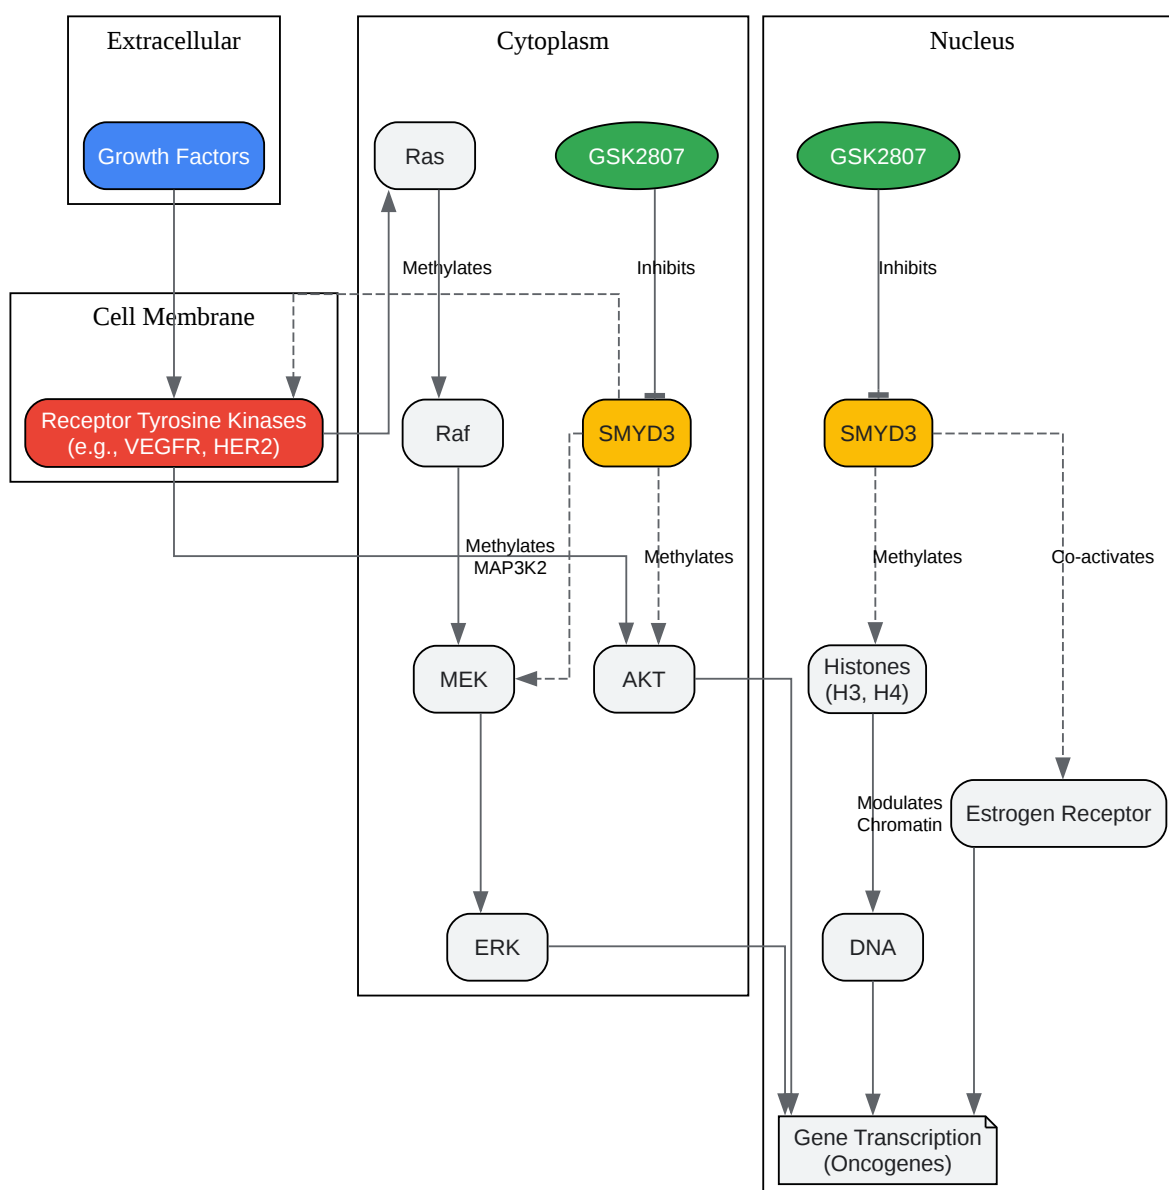 Extracellular
Cytoplasm
Nucleus
Growth Factors
Ras
GSK2807
GSK2807
Methylates
Inhibits
Inhibits
Cell Membrane
Receptor Tyrosine Kinases
(e.g., VEGFR, HER2)
Raf
SMYD3
SMYD3
Methylates
MAP3K2
Methylates
Methylates
Co-activates
MEK
AKT
Histones
(H3, H4)
Modulates
Chromatin
Estrogen Receptor
ERK
DNA
Gene Transcription
(Oncogenes)